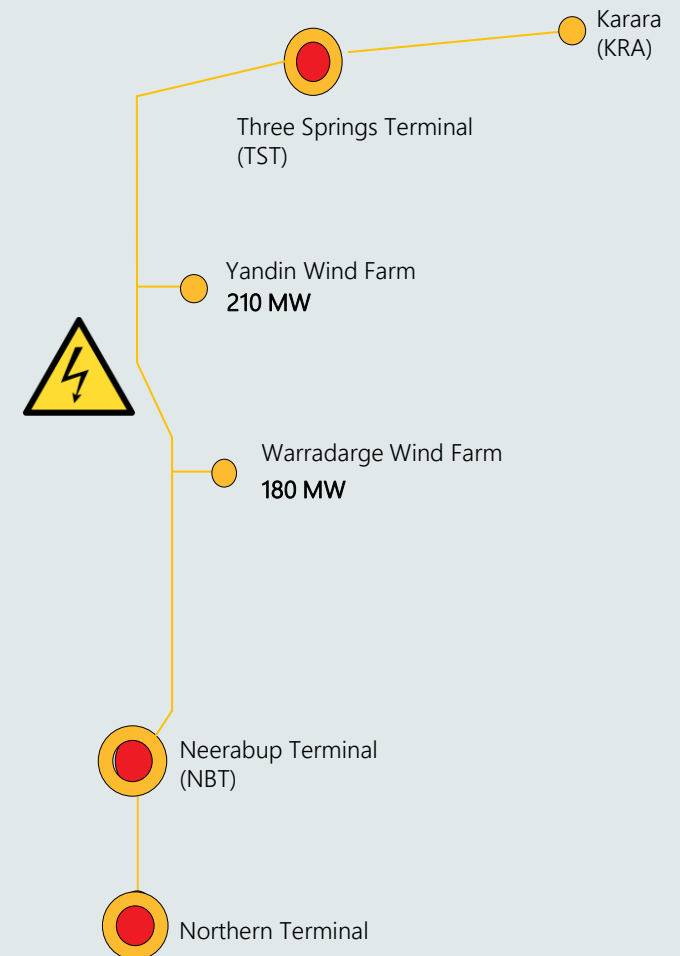 Karara
(KRA)
Three Springs Terminal
(TST)
Yandin Wind Farm
210 MW
Warradarge Wind Farm
180 MW
Neerabup Terminal
(NBT)
Northern Terminal